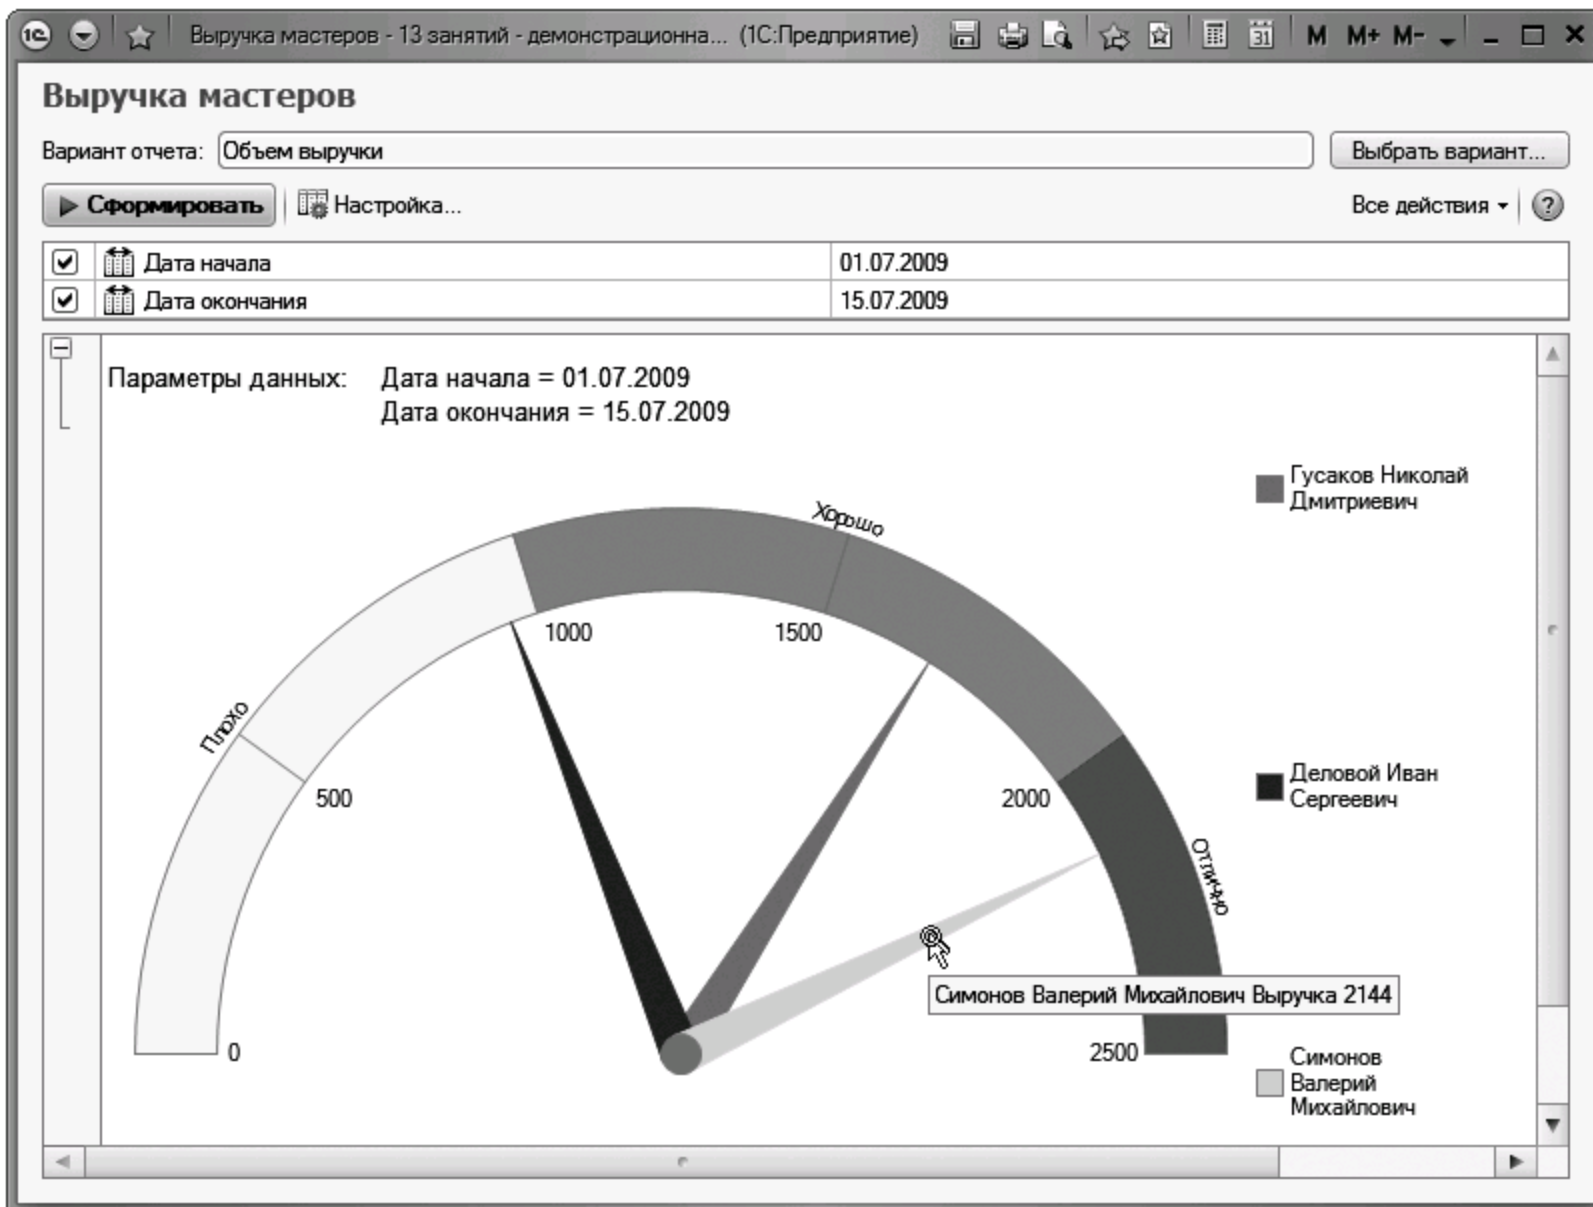 1С Выручка мастеров - 13 занятий - демонстрационна... (1С:Предприятие) 31 M M+ M-
Выручка мастеров
Вариант отчета: Объем выручки Выбрать вариант...
Сформировать Настройка... Все действия ?
Дата начала 01.07.2009
Дата окончания 15.07.2009
Параметры данных: Дата начала = 01.07.2009
Дата окончания = 15.07.2009
Гусаков Николай
Дмитриевич
Хорошо
1000 1500
Плохо
500 2000
Деловой Иван
Сергеевич
Отлично
Симонов Валерий Михайлович Выручка 2144
0 2500
Симонов
Валерий
Михайлович